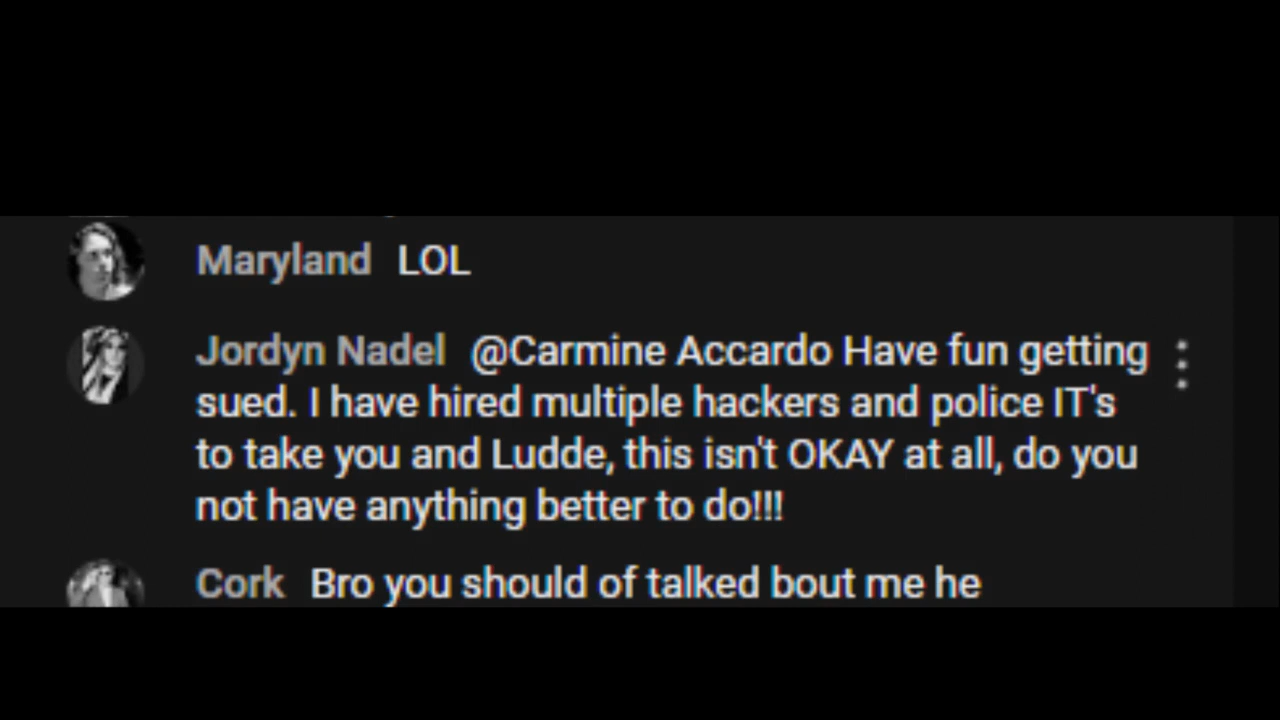 Maryland LOL
Jordyn Nadel @Carmine Accardo Have fun getting
sued. I have hired multiple hackers and police IT's
to take you and Ludde, this isn't OKAY at all, do you
not have anything better to do!!!
Cork Bro you should of talked bout me he